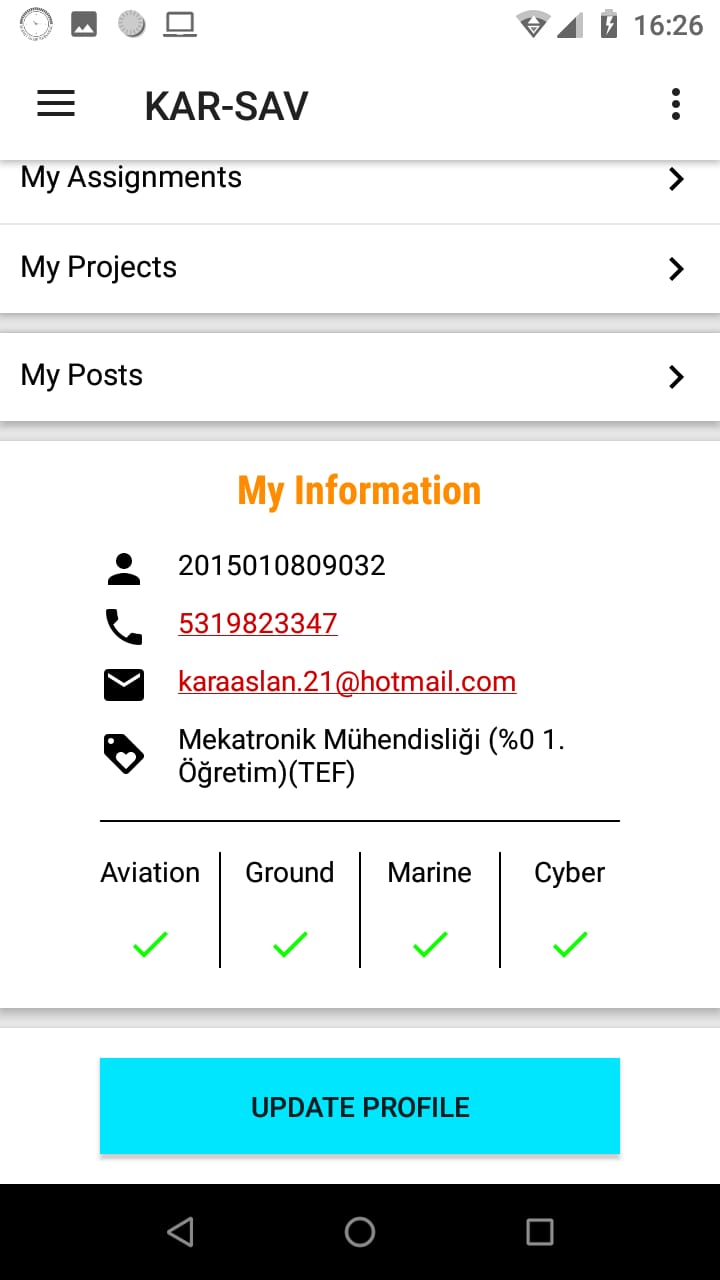 16:26
KAR-SAV
My Assignments
My Projects
My Posts
My Information
2015010809032
5319823347
karaaslan.21@hotmail.com
Mekatronik Mühendisliği (%0 1.
Öğretim)(TEF)
Aviation Ground Marine Cyber
UPDATE PROFILE